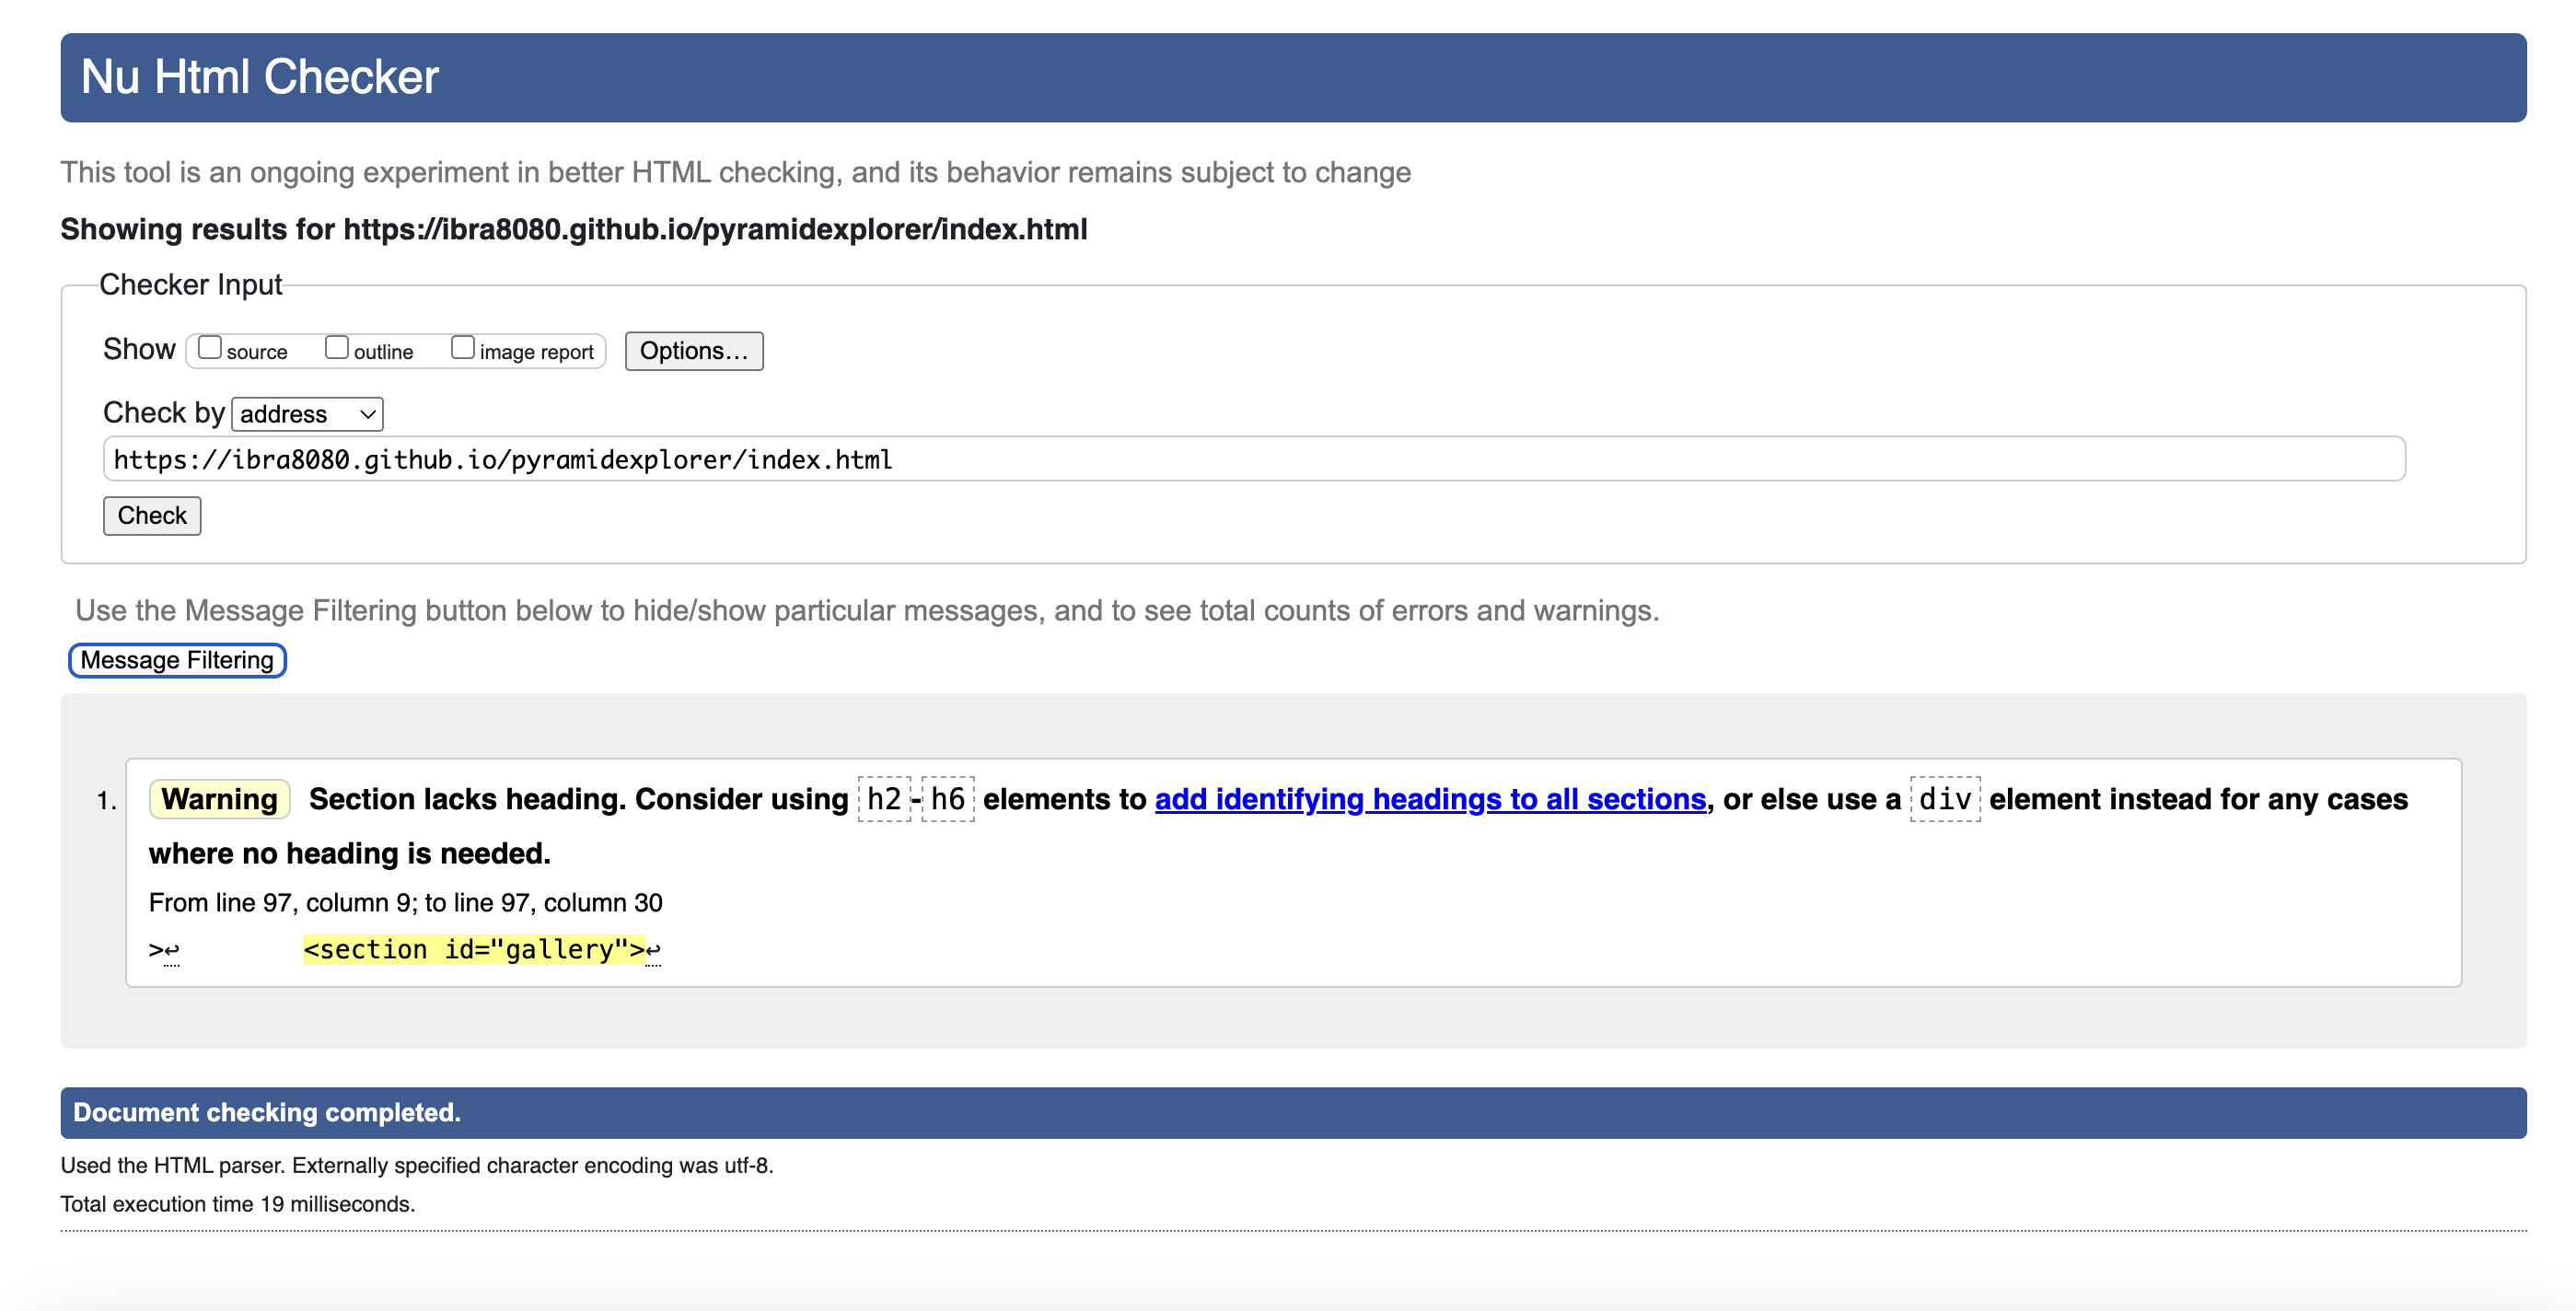 Nu Html Checker
This tool is an ongoing experiment in better HTML checking, and its behavior remains subject to change
Showing results for https://ibra8080.github.io/pyramidexplorer/index.html
Checker Input
Show source outline image report Options…
Check by address
https://ibra8080.github.io/pyramidexplorer/index.html
Check
Use the Message Filtering button below to hide/show particular messages, and to see total counts of errors and warnings.
Message Filtering
1. Warning Section lacks heading. Consider using h2-h6 elements to add identifying headings to all sections, or else use a div element instead for any cases
where no heading is needed.
From line 97, column 9; to line 97, column 30
>↩ <section id="gallery">↩
Document checking completed.
Used the HTML parser. Externally specified character encoding was utf-8.
Total execution time 19 milliseconds.